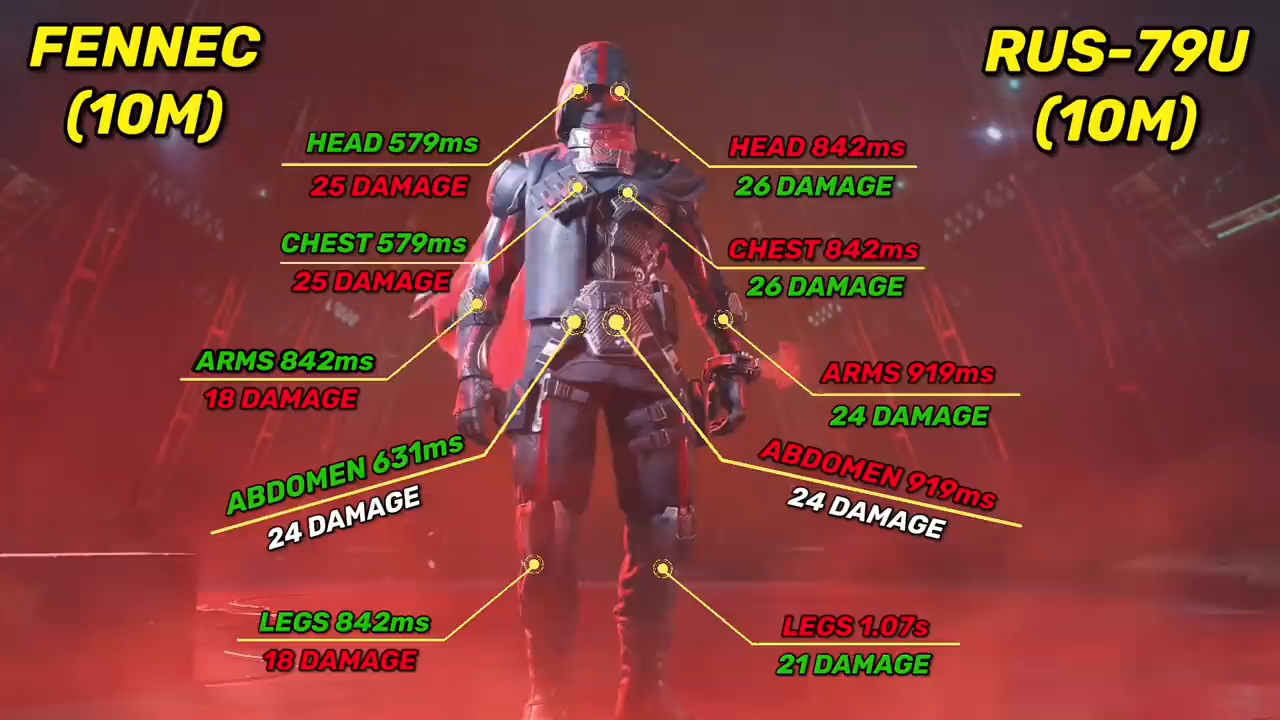 FENNEC
(10M)
HEAD 579ms
25 DAMAGE
CHEST 579ms
25 DAMAGE
ARMS 842ms
18 DAMAGE
ABDOMEN 631ms
24 DAMAGE
LEGS 842ms
18 DAMAGE
RUS-79U
(10M)
HEAD 842ms
26 DAMAGE
CHEST 842ms
26 DAMAGE
ARMS 919ms
24 DAMAGE
ABDOMEN 919ms
24 DAMAGE
LEGS 1.07s
21 DAMAGE